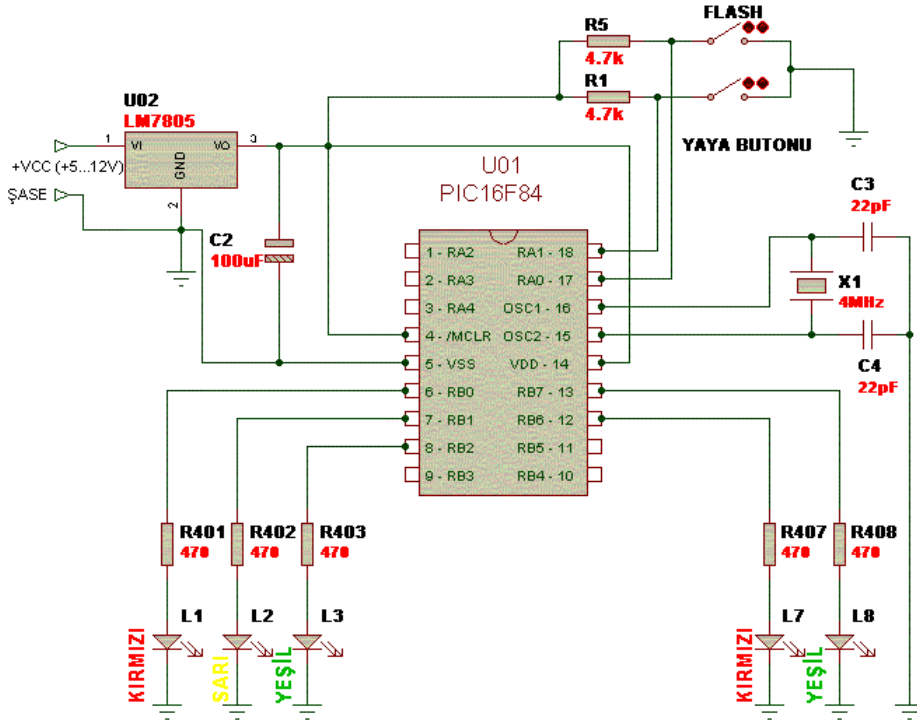 FLASH
R5
4.7k
R1
4.7k
YAYA BUTONU
U02
LM7805
1
VI
VO
3
GND
2
+VCC (+5...12V)
ŞASE
C2
100uF
U01
PIC16F84
1 - RA2
RA1 - 18
2 - RA3
RA0 - 17
3 - RA4
OSC1 - 16
4 - /MCLR
OSC2 - 15
5 - VSS
VDD - 14
6 - RB0
RB7 - 13
7 - RB1
RB6 - 12
8 - RB2
RB5 - 11
9 - RB3
RB4 - 10
C3
22pF
X1
4MHz
C4
22pF
R401
470
R402
470
R403
470
R407
470
R408
470
L1
KIRMIZI
L2
SARI
L3
YEŞİL
L7
KIRMIZI
L8
YEŞİL